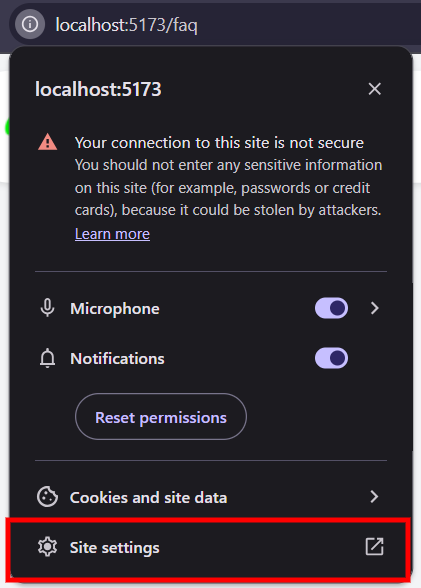 localhost:5173/faq
localhost:5173
Your connection to this site is not secure
You should not enter any sensitive information
on this site (for example, passwords or credit
cards), because it could be stolen by attackers.
Learn more
Microphone
Notifications
Reset permissions
Cookies and site data
Site settings